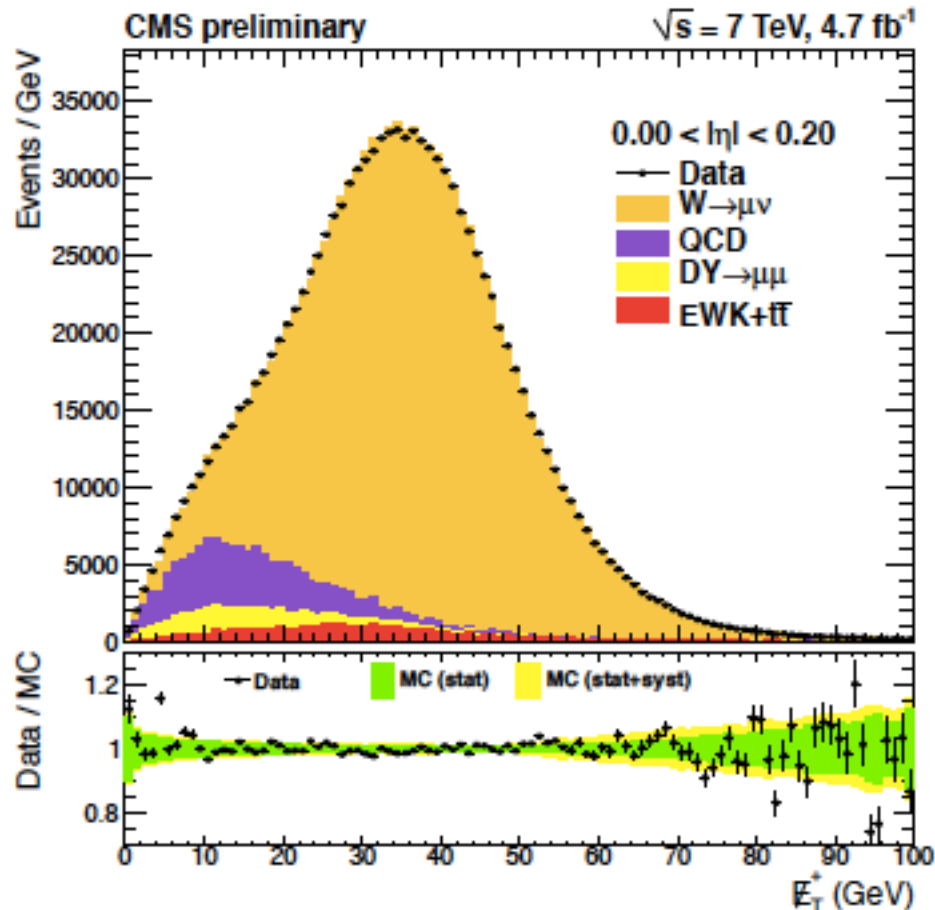 CMS preliminary √s = 7 TeV, 4.7 fb⁻¹
Events / GeV
35000
30000
25000
20000
15000
10000
5000
0
0.00 < |η| < 0.20
Data
W→μν
QCD
DY→μμ
EWK+tt̅
Data / MC
1.2
1
0.8
Data MC (stat) MC (stat+syst)
0 10 20 30 40 50 60 70 80 90 100
E̸_T^+ (GeV)